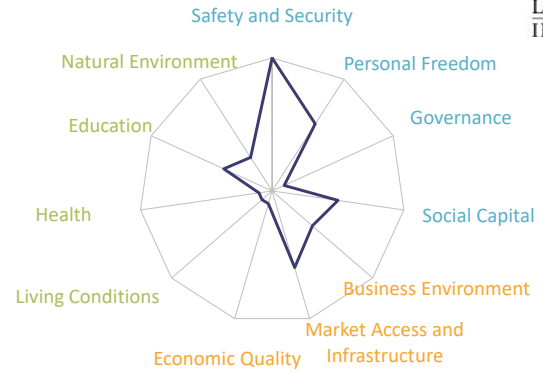 Safety and Security
Natural Environment
Personal Freedom
Education
Governance
Health
Social Capital
Living Conditions
Business Environment
Market Access and
Infrastructure
Economic Quality